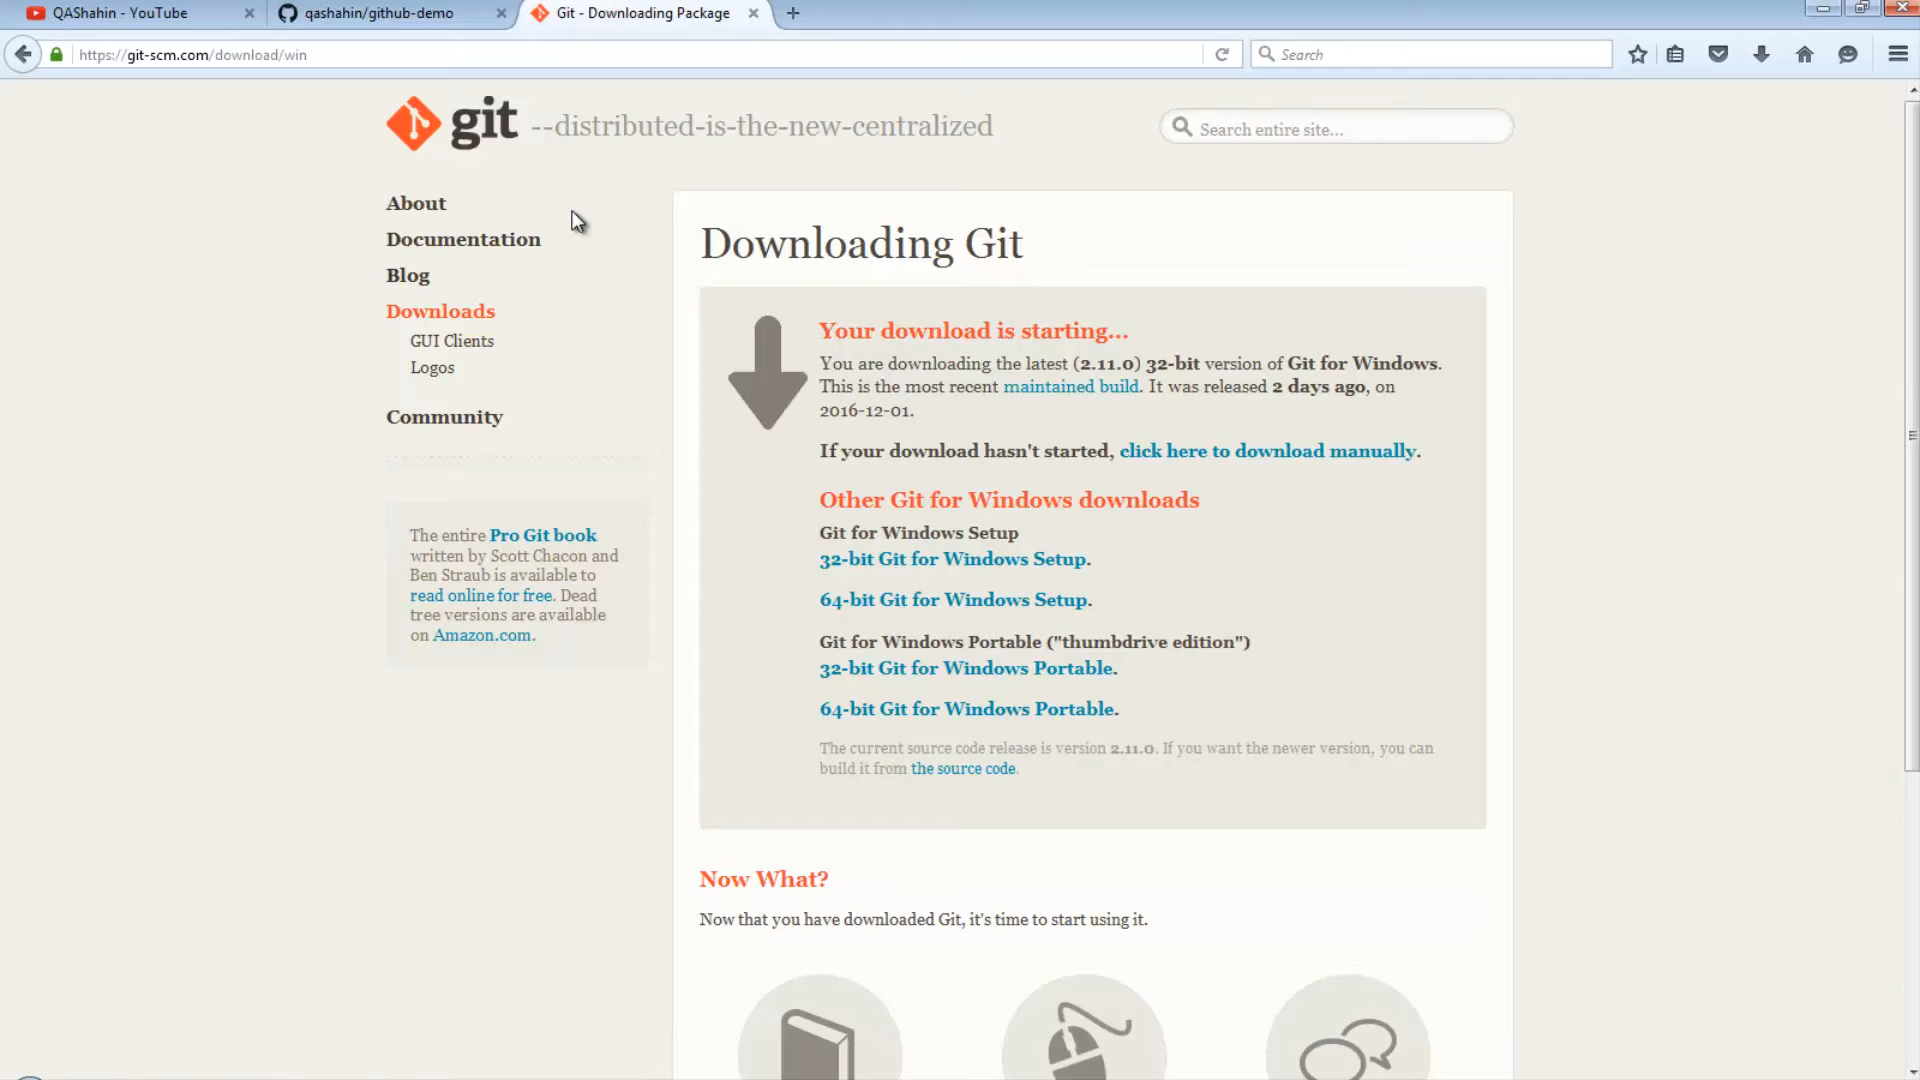 QAShahin - YouTube
qashahin/github-demo
Git - Downloading Package
https://git-scm.com/download/win
Search
git --distributed-is-the-new-centralized
Search entire site...
About
Documentation
Blog
Downloads
GUI Clients
Logos
Community
The entire Pro Git book
written by Scott Chacon and
Ben Straub is available to
read online for free. Dead
tree versions are available
on Amazon.com.
Downloading Git
Your download is starting...
You are downloading the latest (2.11.0) 32-bit version of Git for Windows.
This is the most recent maintained build. It was released 2 days ago, on
2016-12-01.
If your download hasn't started, click here to download manually.
Other Git for Windows downloads
Git for Windows Setup
32-bit Git for Windows Setup.
64-bit Git for Windows Setup.
Git for Windows Portable ("thumbdrive edition")
32-bit Git for Windows Portable.
64-bit Git for Windows Portable.
The current source code release is version 2.11.0. If you want the newer version, you can
build it from the source code.
Now What?
Now that you have downloaded Git, it's time to start using it.